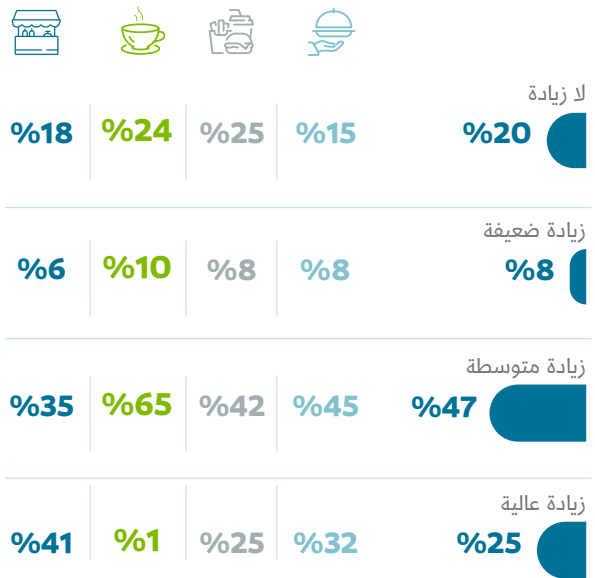 لا زيادة
%20 %15 %25 %24 %18
زيادة ضعيفة
%8 %8 %8 %10 %6
زيادة متوسطة
%47 %45 %42 %65 %35
زيادة عالية
%25 %32 %25 %1 %41